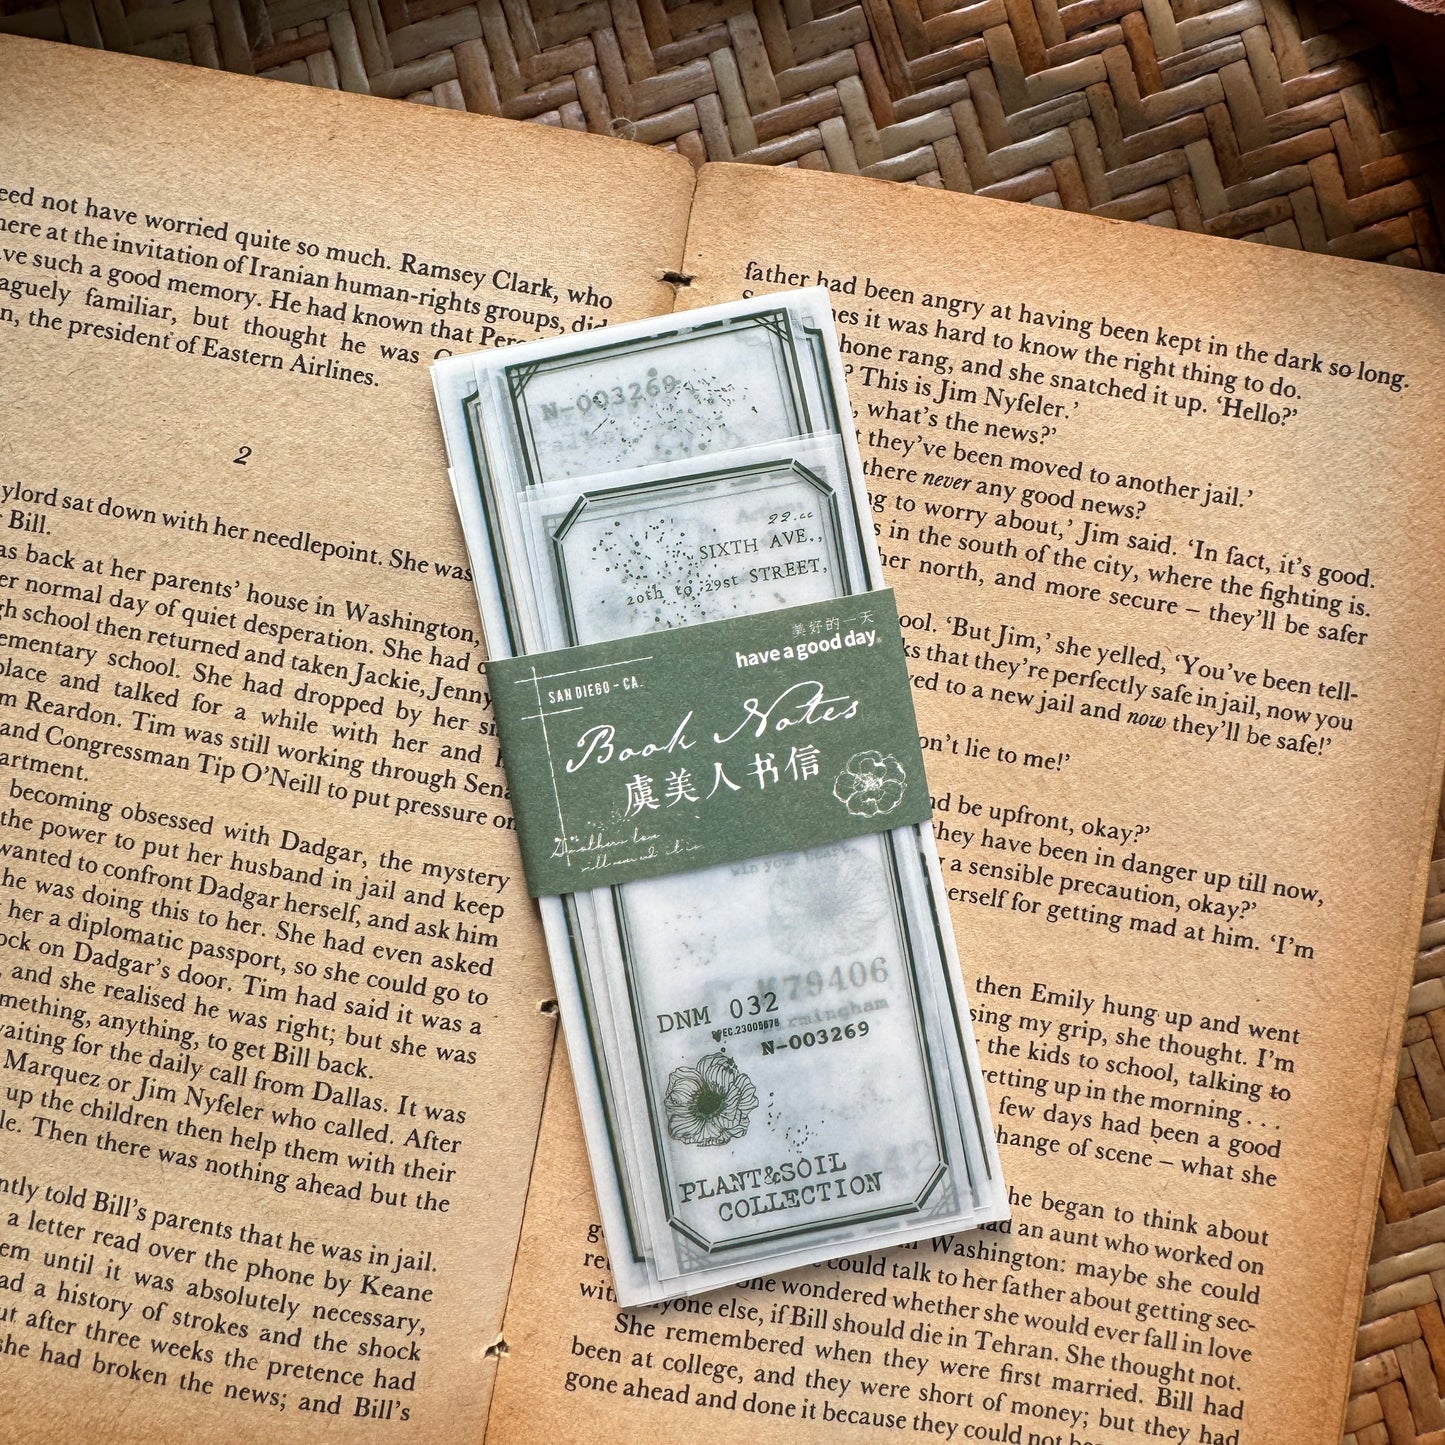 eed not have worried quite so much. Ramsey Clark, who
here at the invitation of Iranian human-rights groups, did
ve such a good memory. He had known that Pero
aguely familiar, but thought he was
n, the president of Eastern Airlines.
2
ylord sat down with her needlepoint. She was
Bill.
as back at her parents' house in Washington,
er normal day of quiet desperation. She had
gh school then returned and taken Jackie, Jenny
ementary school. She had dropped by her
place and talked for a while with her and
m Reardon. Tim was still working through Sena
and Congressman Tip O'Neill to put pressure on
artment.
becoming obsessed with Dadgar, the mystery
the power to put her husband in jail and keep
wanted to confront Dadgar herself, and ask him
he was doing this to her. She had even asked
her a diplomatic passport, so she could go to
ock on Dadgar's door. Tim had said it was a
, and she realised he was right; but she was
mething, anything, to get Bill back.
vaiting for the daily call from Dallas. It was
Marquez or Jim Nyfeler who called. After
up the children then help them with their
le. Then there was nothing ahead but the
ntly told Bill's parents that he was in jail.
a letter read over the phone by Keane
em until it was absolutely necessary,
ad a history of strokes and the shock
ut after three weeks the pretence had
she had broken the news; and Bill's
N-003269
22.cc
SIXTH AVE.,
20th to 29st STREET,
美好的一天
have a good day®
SAN DIEGO - CA.
Book Notes
虞美人书信
K79406
DNM 032
EC.23005678
rmingham
N-003269
PLANT&SOIL
COLLECTION
father had been angry at having been kept in the dark so long.
es it was hard to know the right thing to do.
hone rang, and she snatched it up. 'Hello?'
? This is Jim Nyfeler.'
, what's the news?'
they've been moved to another jail.'
there never any good news?
ng to worry about,' Jim said. 'In fact, it's good.
s in the south of the city, where the fighting is.
her north, and more secure – they'll be safer
ool. 'But Jim,' she yelled, 'You've been tell-
ks that they're perfectly safe in jail, now you
ved to a new jail and now they'll be safe!'
on't lie to me!'
nd be upfront, okay?'
they have been in danger up till now,
a sensible precaution, okay?'
erself for getting mad at him. 'I'm
then Emily hung up and went
sing my grip, she thought. I'm
the kids to school, talking to
getting up in the morning . . .
few days had been a good
hange of scene – what she
he began to think about
ad an aunt who worked on
Washington: maybe she could
could talk to her father about getting sec-
he wondered whether she would ever fall in love
with anyone else, if Bill should die in Tehran. She thought not.
She remembered when they were first married. Bill had
been at college, and they were short of money; but they had
gone ahead and done it because they could not be